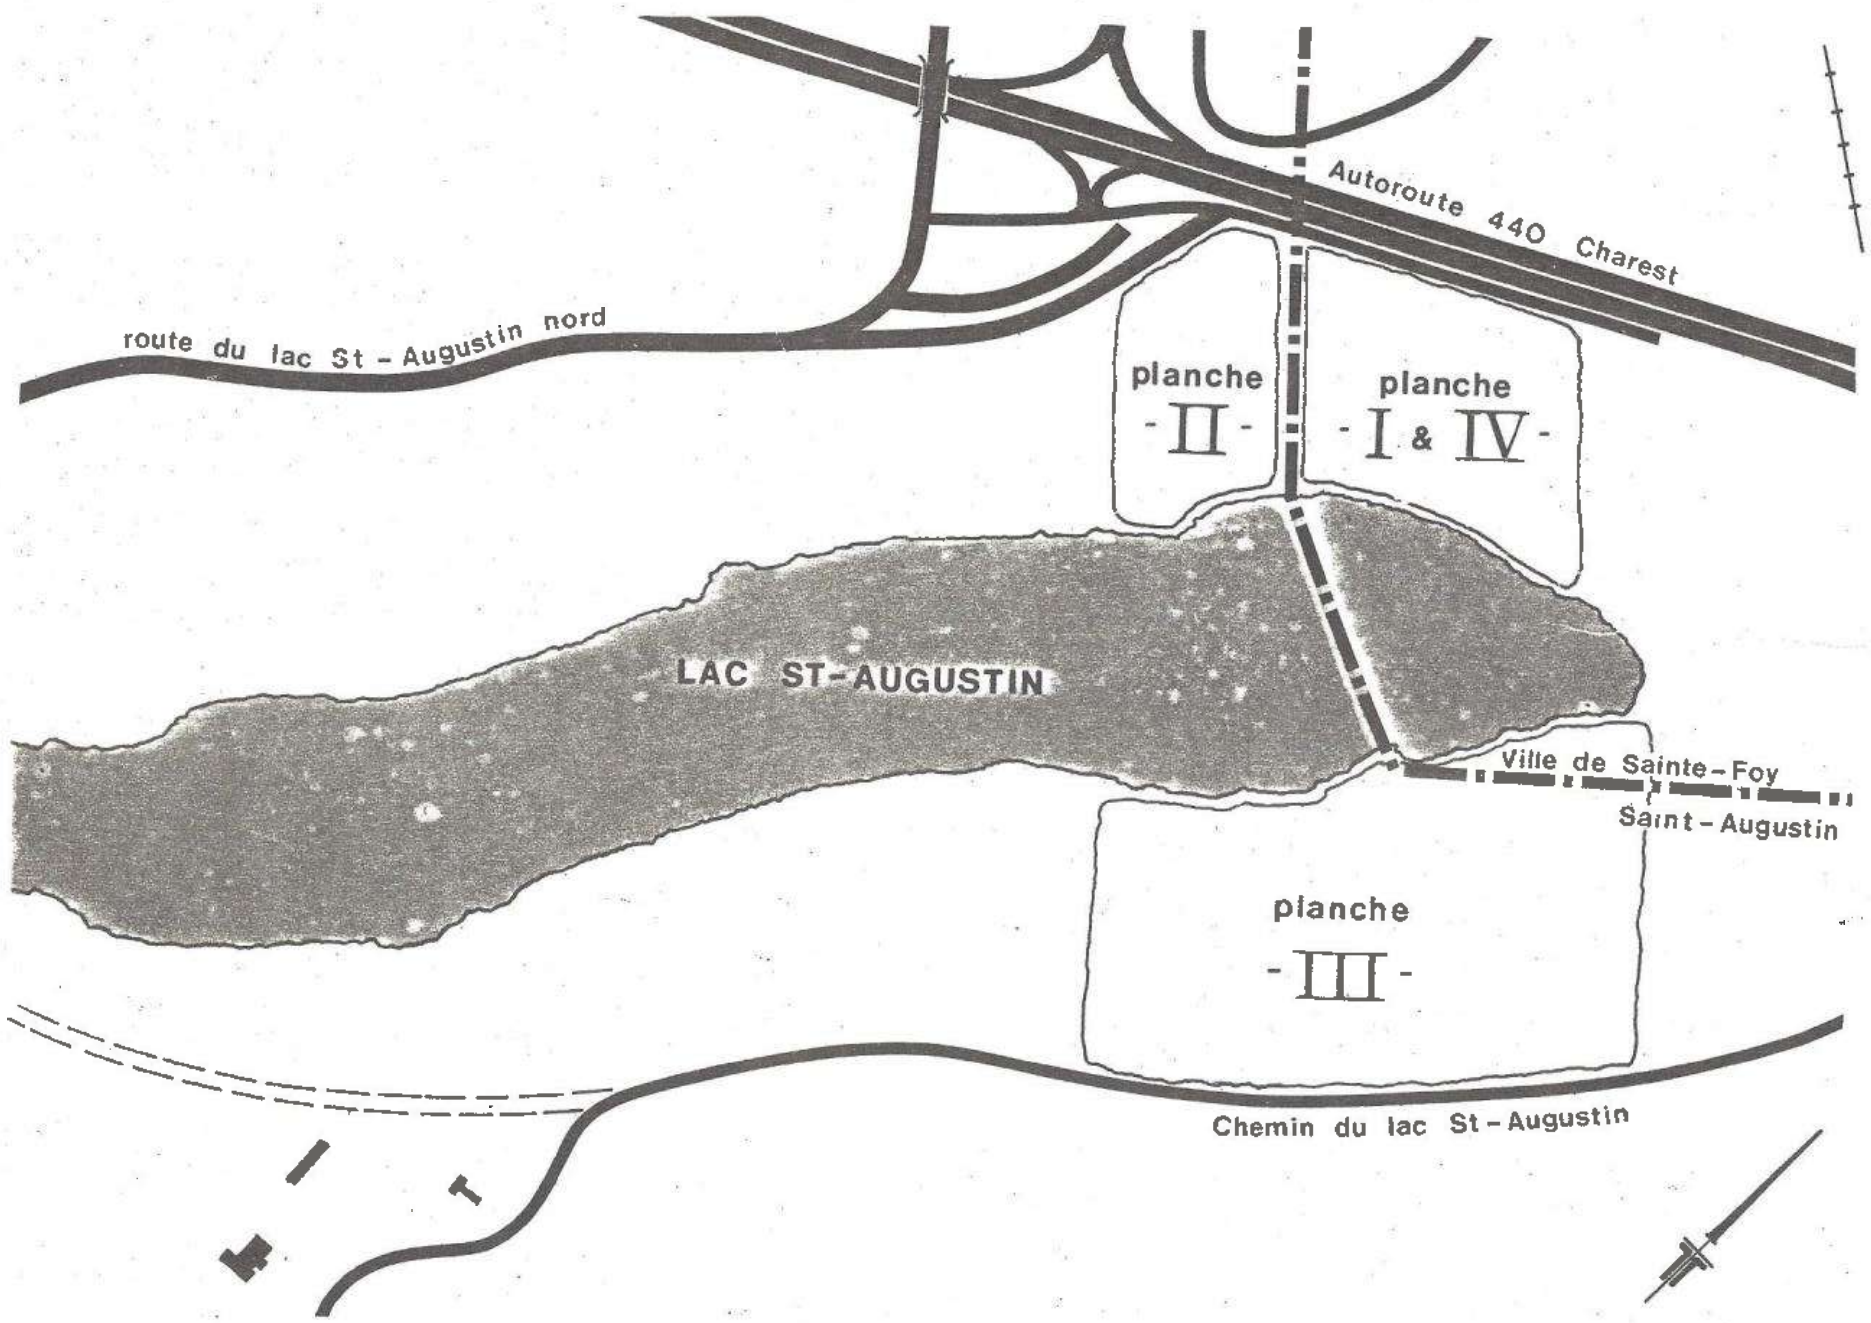 Autoroute 440 Charest
route du lac St-Augustin nord
planche
-II-
planche
-I & IV-
LAC ST-AUGUSTIN
Ville de Sainte-Foy
Saint-Augustin
planche
-III-
Chemin du lac St-Augustin